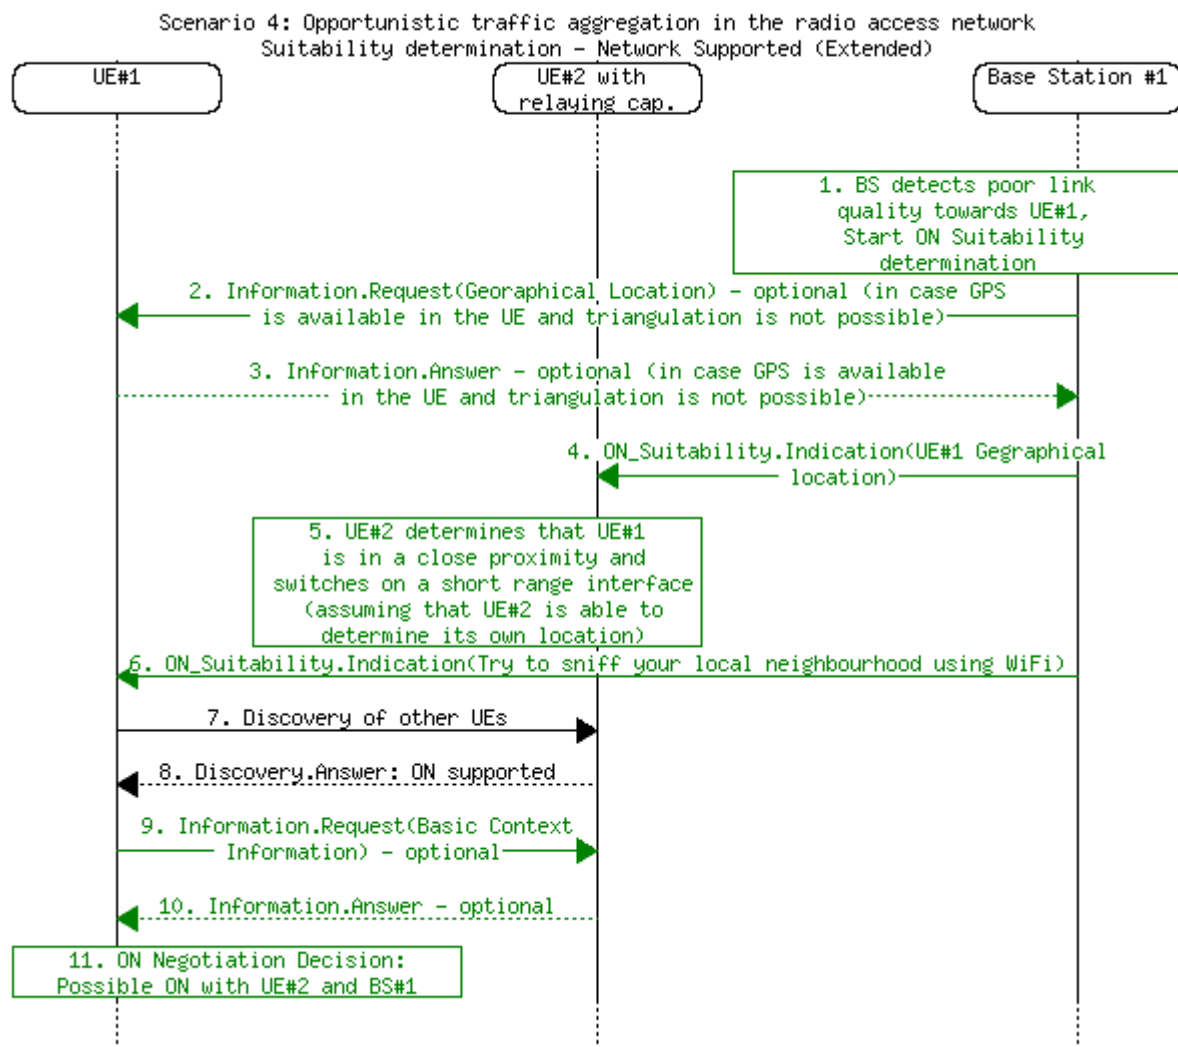 Scenario 4: Opportunistic traffic aggregation in the radio access network
Suitability determination – Network Supported (Extended)
UE#1
UE#2 with
relaying cap.
Base Station #1
1. BS detects poor link
quality towards UE#1,
Start ON Suitability
determination
2. Information.Request(Georaphical Location) – optional (in case GPS
is available in the UE and triangulation is not possible)
3. Information.Answer – optional (in case GPS is available
in the UE and triangulation is not possible)
4. ON_Suitability.Indication(UE#1 Gegraphical
location)
5. UE#2 determines that UE#1
is in a close proximity and
switches on a short range interface
(assuming that UE#2 is able to
determine its own location)
6. ON_Suitability.Indication(Try to sniff your local neighbourhood using WiFi)
7. Discovery of other UEs
8. Discovery.Answer: ON supported
9. Information.Request(Basic Context
Information) – optional
10. Information.Answer – optional
11. ON Negotiation Decision:
Possible ON with UE#2 and BS#1